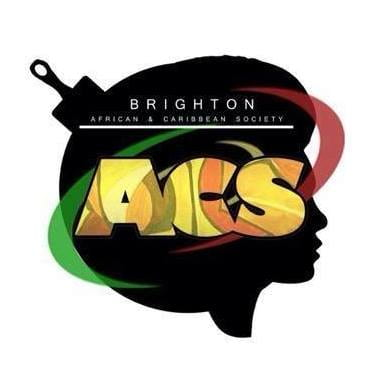 BRIGHTON
AFRICAN & CARIBBEAN SOCIETY
ACS